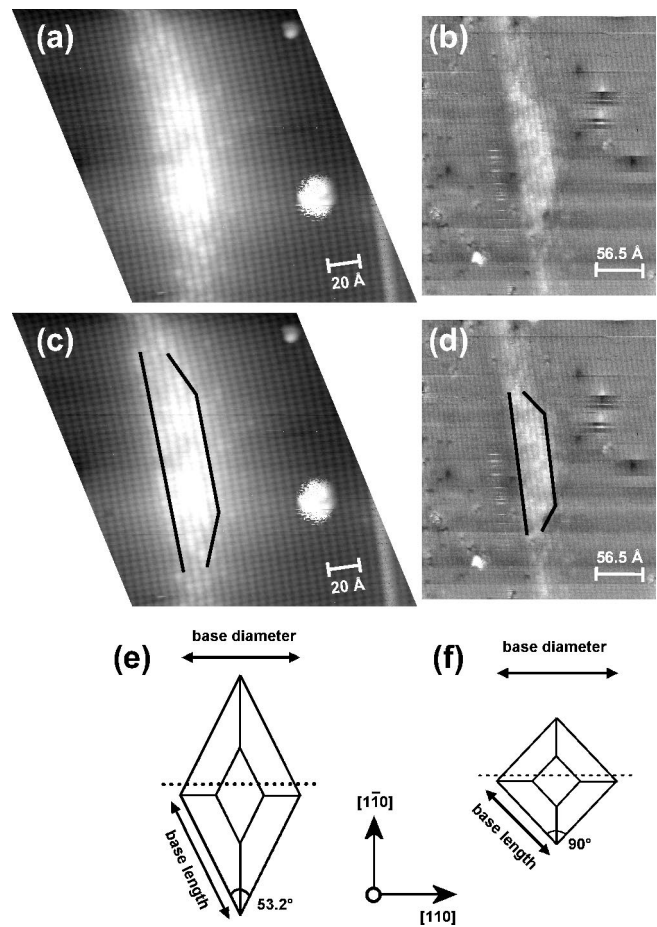 (a)
20 Å
(b)
56.5 Å
(c)
20 Å
(d)
56.5 Å
(e)
base diameter
base length
53.2°
[11̅0]
[110]
(f)
base diameter
base length
90°